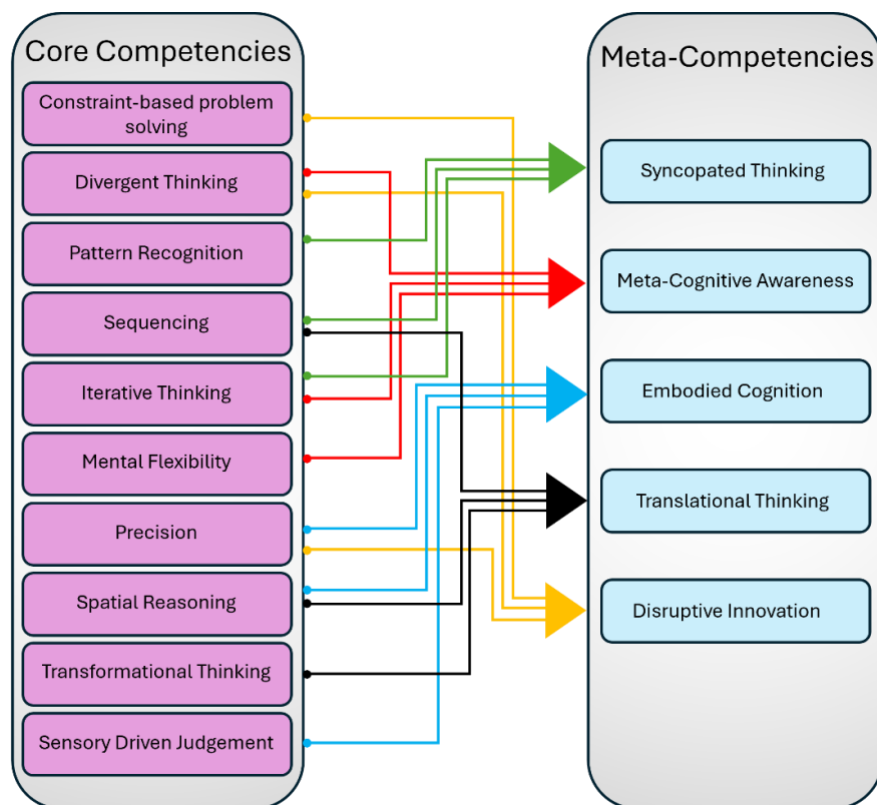 Core Competencies
Constraint-based problem
solving
Divergent Thinking
Pattern Recognition
Sequencing
Iterative Thinking
Mental Flexibility
Precision
Spatial Reasoning
Transformational Thinking
Sensory Driven Judgement
Meta-Competencies
Syncopated Thinking
Meta-Cognitive Awareness
Embodied Cognition
Translational Thinking
Disruptive Innovation